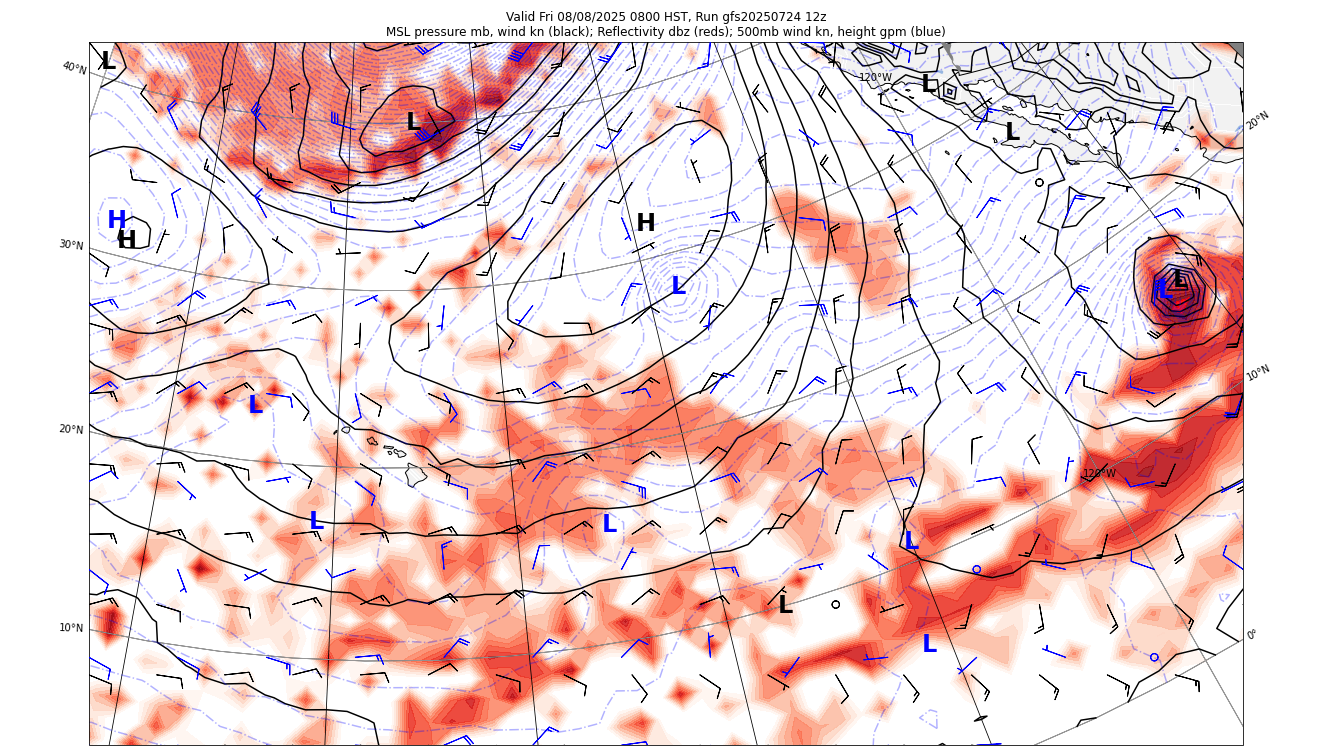 Valid Fri 08/08/2025 0800 HST, Run gfs20250724 12z
MSL pressure mb, wind kn (black); Reflectivity dbz (reds); 500mb wind kn, height gpm (blue)
L
40°N
120°W
L
L
L
20°N
H
H
H
30°N
L
L
L
10°N
L
20°N
120°W
L
L
L
L
10°N
L
0°